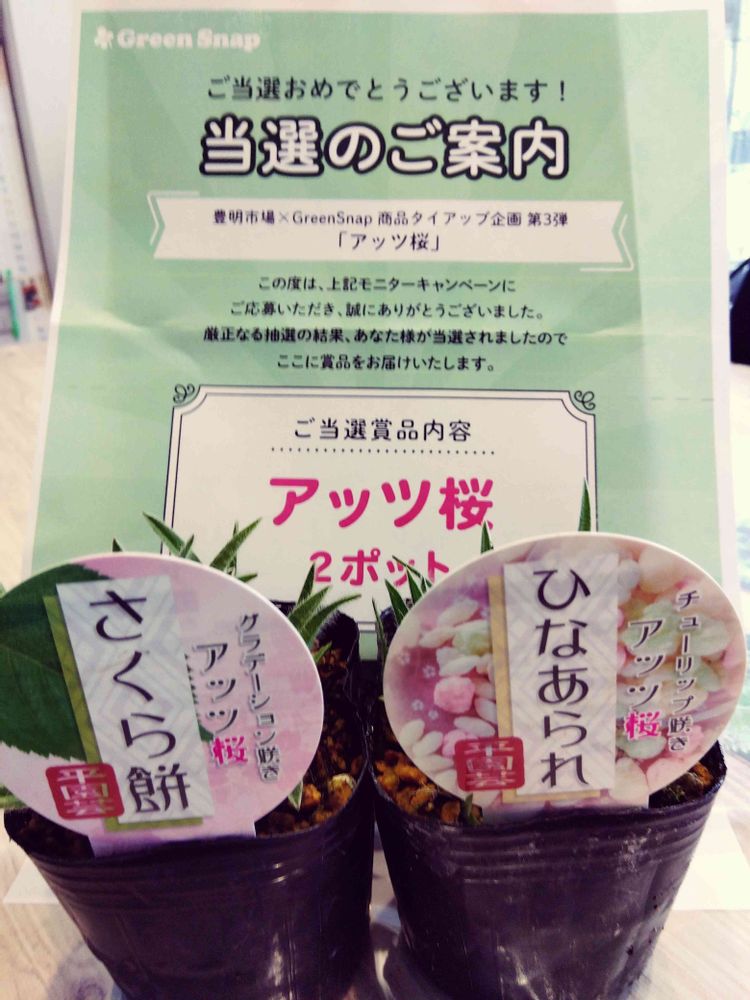 Green Snap
ご当選おめでとうございます！
当選のご案内
豊明市場×GreenSnap 商品タイアップ企画 第3弾
「アッツ桜」
この度は、上記モニターキャンペーンに
ご応募いただき、誠にありがとうございました。
厳正なる抽選の結果、あなた様が当選されましたので
ここに賞品をお届けいたします。
ご当選賞品内容
アッツ桜
2ポット
さくら餅
グラデーション咲き
アッツ桜
平園芸
ひなあられ
チューリップ咲き
アッツ桜
平園芸